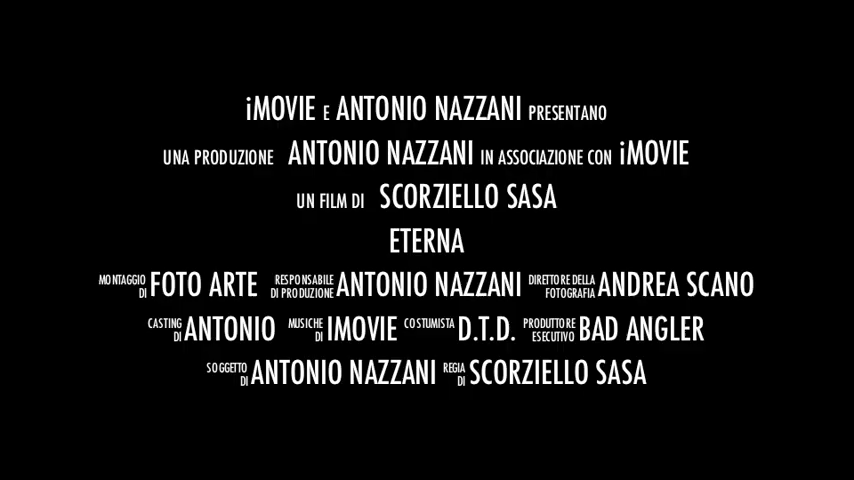 iMOVIE E ANTONIO NAZZANI PRESENTANO
UNA PRODUZIONE ANTONIO NAZZANI IN ASSOCIAZIONE CON iMOVIE
UN FILM DI SCORZIELLO SASA
ETERNA
MONTAGGIO DI FOTO ARTE RESPONSABILE DI PRODUZIONE ANTONIO NAZZANI DIRETTORE DELLA FOTOGRAFIA ANDREA SCANO
CASTING DI ANTONIO MUSICHE DI IMOVIE COSTUMISTA D.T.D. PRODUTTORE ESECUTIVO BAD ANGLER
SOGGETTO DI ANTONIO NAZZANI REGIA DI SCORZIELLO SASA